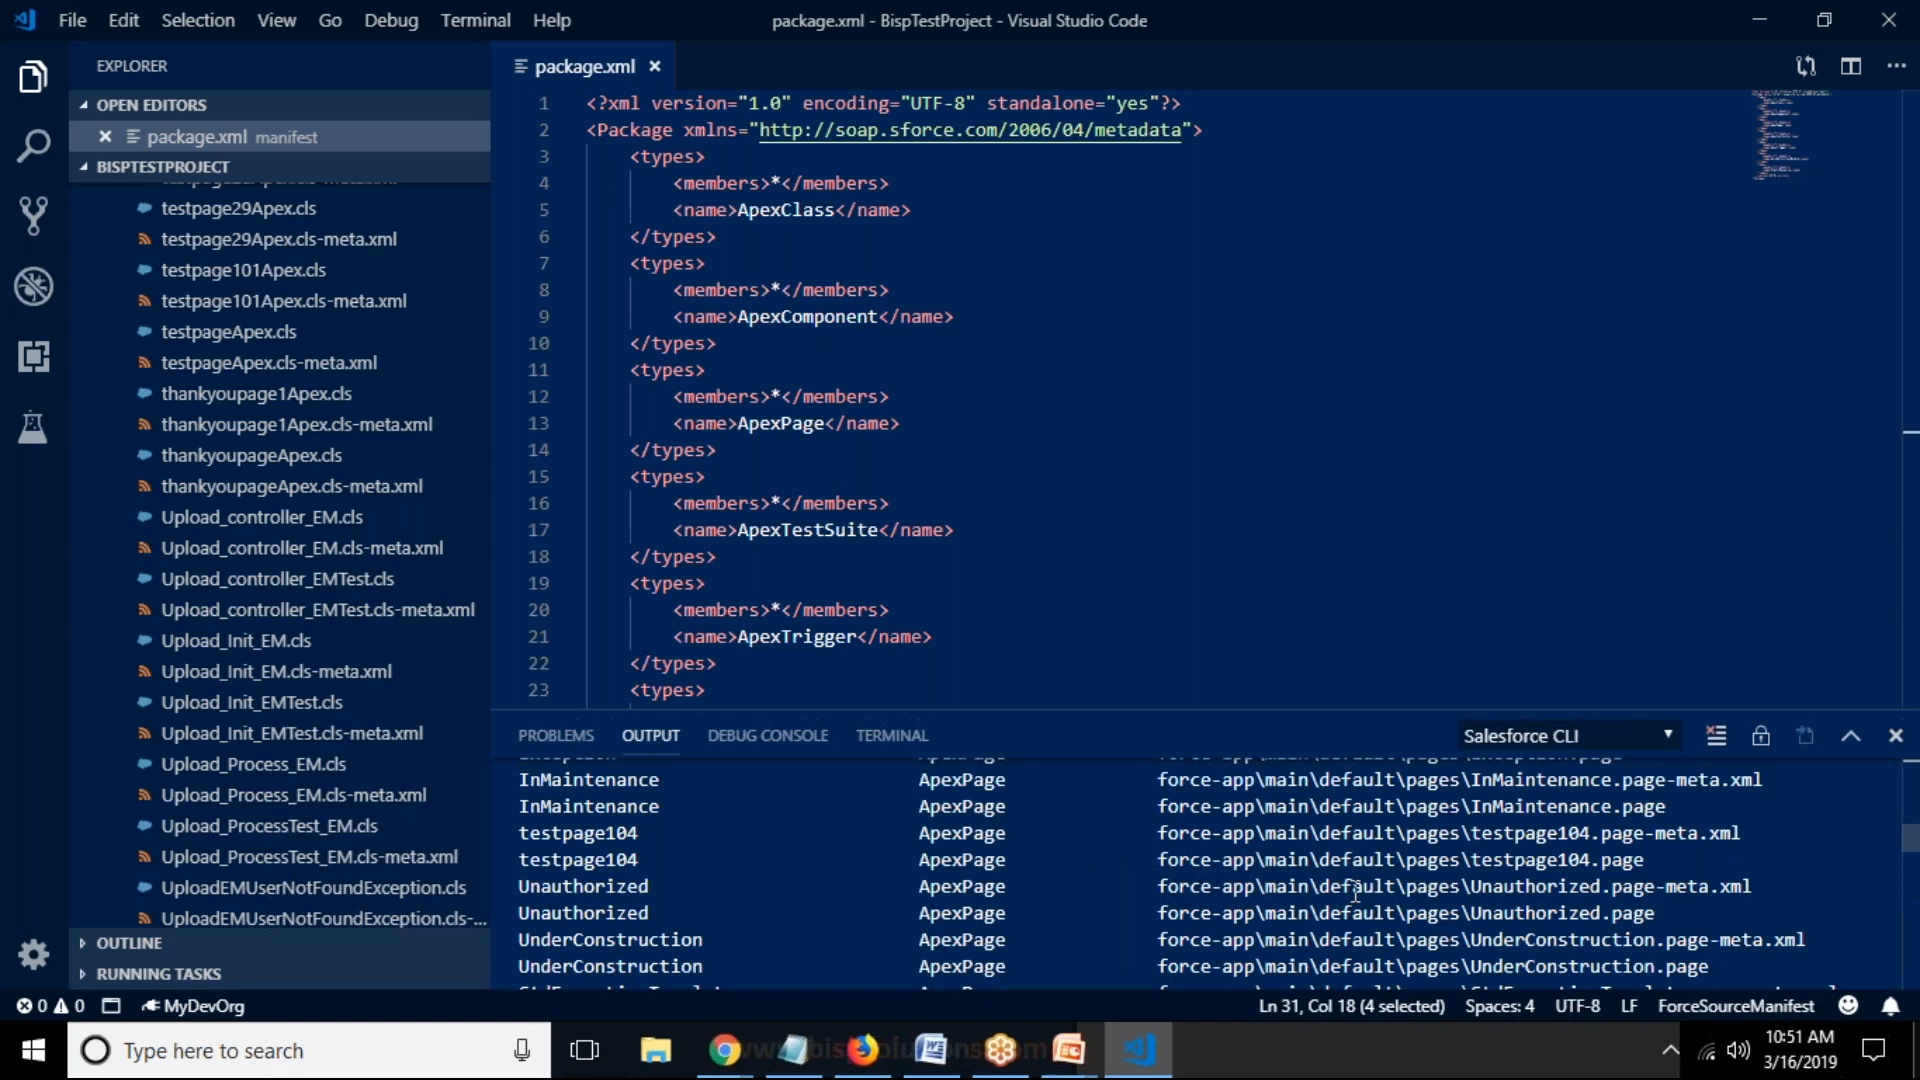 File Edit Selection View Go Debug Terminal Help
package.xml - BispTestProject - Visual Studio Code
EXPLORER
OPEN EDITORS
package.xml manifest
BISPTESTPROJECT
testpage29Apex.cls
testpage29Apex.cls-meta.xml
testpage101Apex.cls
testpage101Apex.cls-meta.xml
testpageApex.cls
testpageApex.cls-meta.xml
thankyoupage1Apex.cls
thankyoupage1Apex.cls-meta.xml
thankyoupageApex.cls
thankyoupageApex.cls-meta.xml
Upload_controller_EM.cls
Upload_controller_EM.cls-meta.xml
Upload_controller_EMTest.cls
Upload_controller_EMTest.cls-meta.xml
Upload_Init_EM.cls
Upload_Init_EM.cls-meta.xml
Upload_Init_EMTest.cls
Upload_Init_EMTest.cls-meta.xml
Upload_Process_EM.cls
Upload_Process_EM.cls-meta.xml
Upload_ProcessTest_EM.cls
Upload_ProcessTest_EM.cls-meta.xml
UploadEMUserNotFoundException.cls
UploadEMUserNotFoundException.cls-...
OUTLINE
RUNNING TASKS
package.xml
1 <?xml version="1.0" encoding="UTF-8" standalone="yes"?>
2 <Package xmlns="http://soap.sforce.com/2006/04/metadata">
3 <types>
4 <members>*</members>
5 <name>ApexClass</name>
6 </types>
7 <types>
8 <members>*</members>
9 <name>ApexComponent</name>
10 </types>
11 <types>
12 <members>*</members>
13 <name>ApexPage</name>
14 </types>
15 <types>
16 <members>*</members>
17 <name>ApexTestSuite</name>
18 </types>
19 <types>
20 <members>*</members>
21 <name>ApexTrigger</name>
22 </types>
23 <types>
PROBLEMS OUTPUT DEBUG CONSOLE TERMINAL
Salesforce CLI
InMaintenance ApexPage force-app\main\default\pages\InMaintenance.page-meta.xml
InMaintenance ApexPage force-app\main\default\pages\InMaintenance.page
testpage104 ApexPage force-app\main\default\pages\testpage104.page-meta.xml
testpage104 ApexPage force-app\main\default\pages\testpage104.page
Unauthorized ApexPage force-app\main\default\pages\Unauthorized.page-meta.xml
Unauthorized ApexPage force-app\main\default\pages\Unauthorized.page
UnderConstruction ApexPage force-app\main\default\pages\UnderConstruction.page-meta.xml
UnderConstruction ApexPage force-app\main\default\pages\UnderConstruction.page
0 0 MyDevOrg
Ln 31, Col 18 (4 selected) Spaces: 4 UTF-8 LF ForceSourceManifest
Type here to search
10:51 AM
3/16/2019